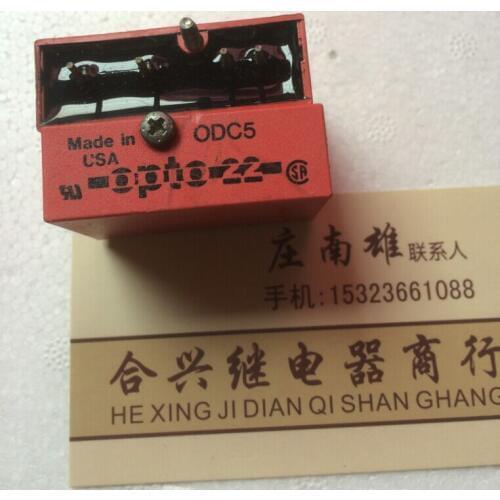 Made in
USA
ODC5
opto 22
庄南雄 联系人
手机:15323661088
合兴继电器商行
HE XING JI DIAN QI SHAN GHANG